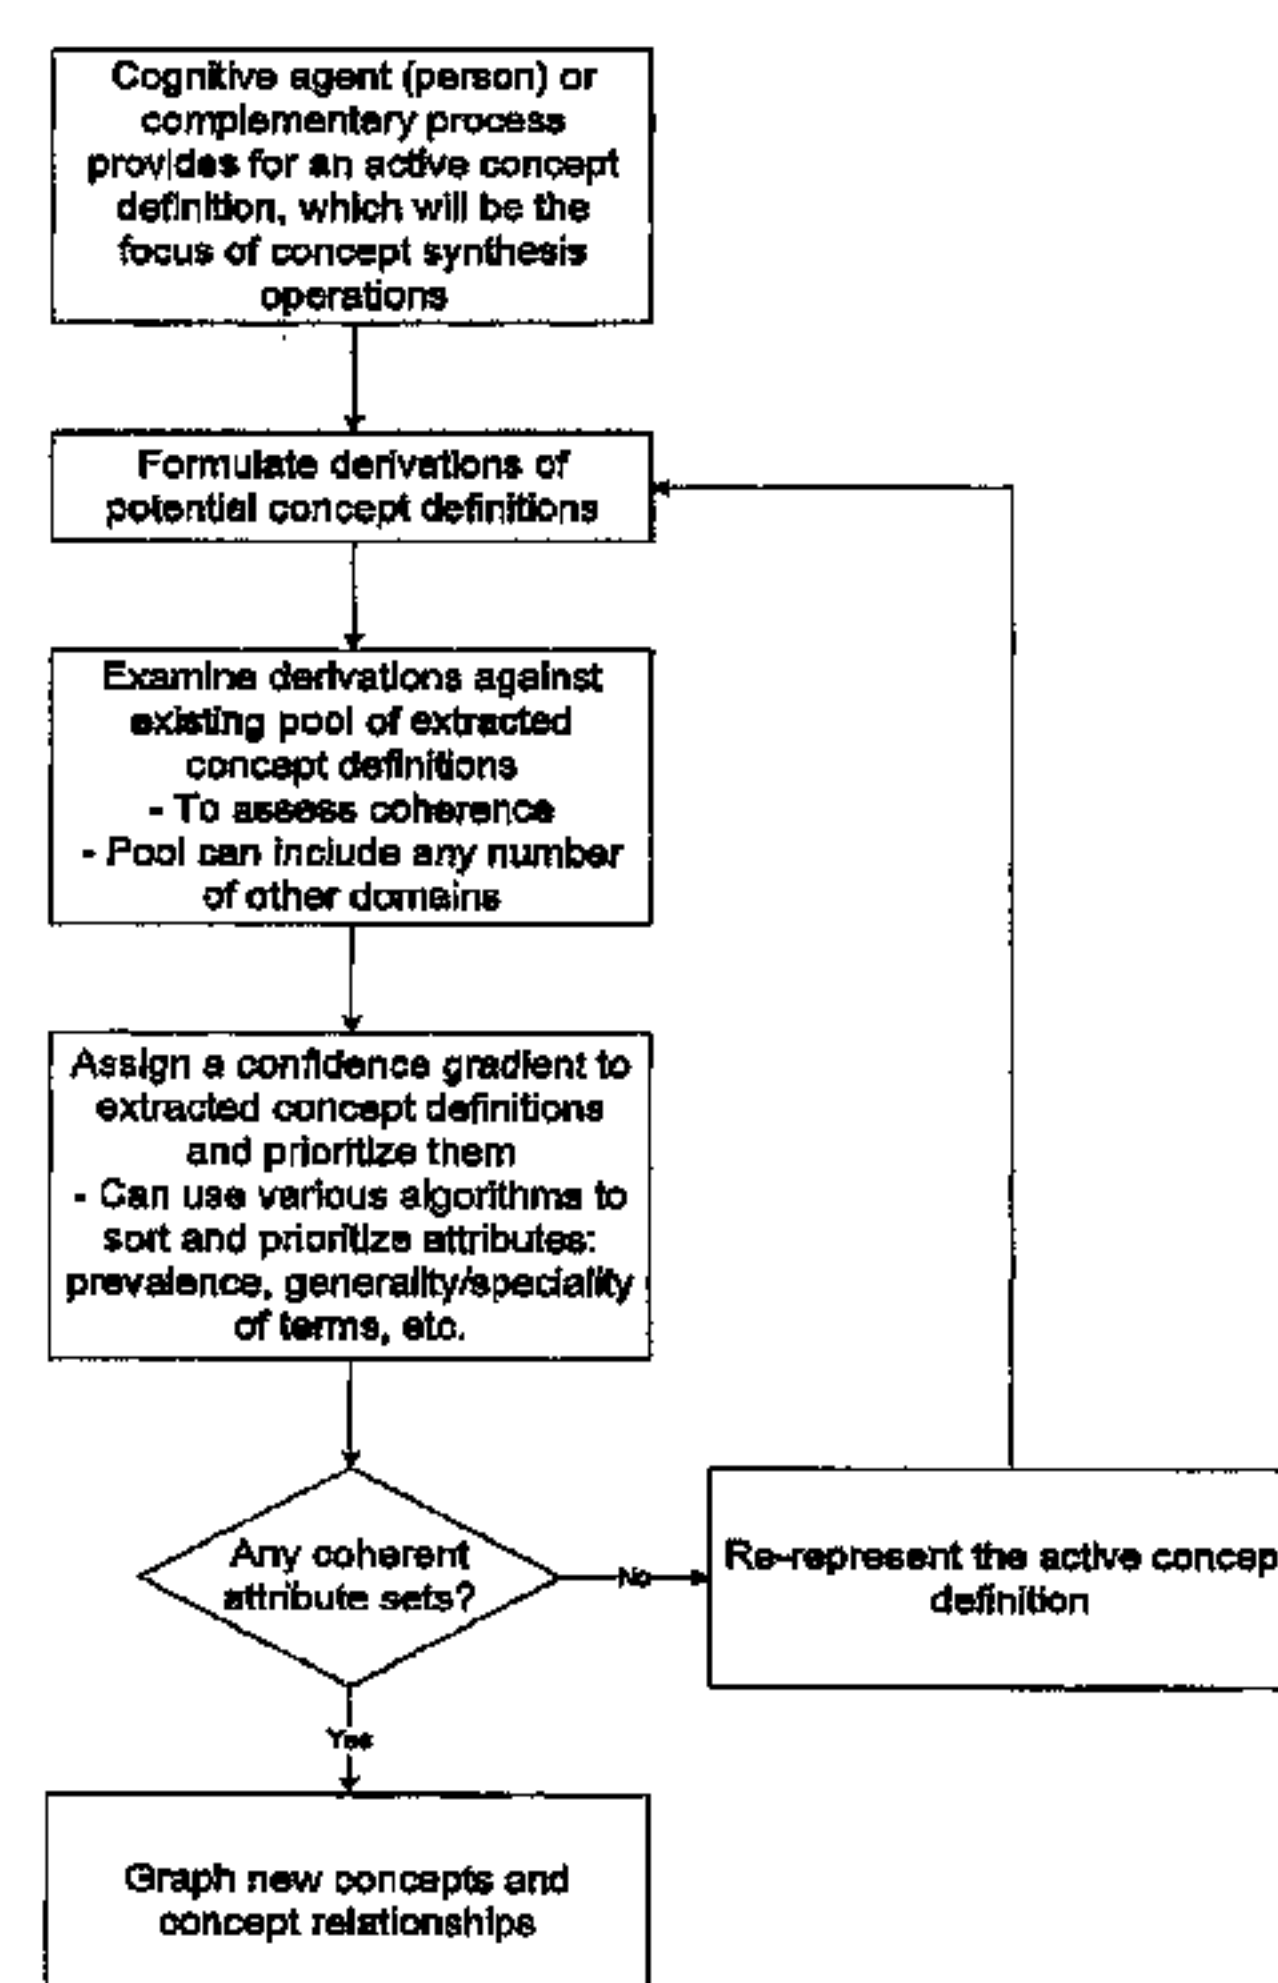 Cognitive agent (person) or
complementary process
provides for an active concept
definition, which will be the
focus of concept synthesis
operations
Formulate derivations of
potential concept definitions
Examine derivations against
existing pool of extracted
concept definitions
- To assess coherence
- Pool can include any number
of other domains
Assign a confidence gradient to
extracted concept definitions
and prioritize them
- Can use various algorithms to
sort and prioritize attributes:
prevalence, generality/speciality
of terms, etc.
Any coherent
attribute sets?
No
Re-represent the active concep
definition
Yes
Graph new concepts and
concept relationships